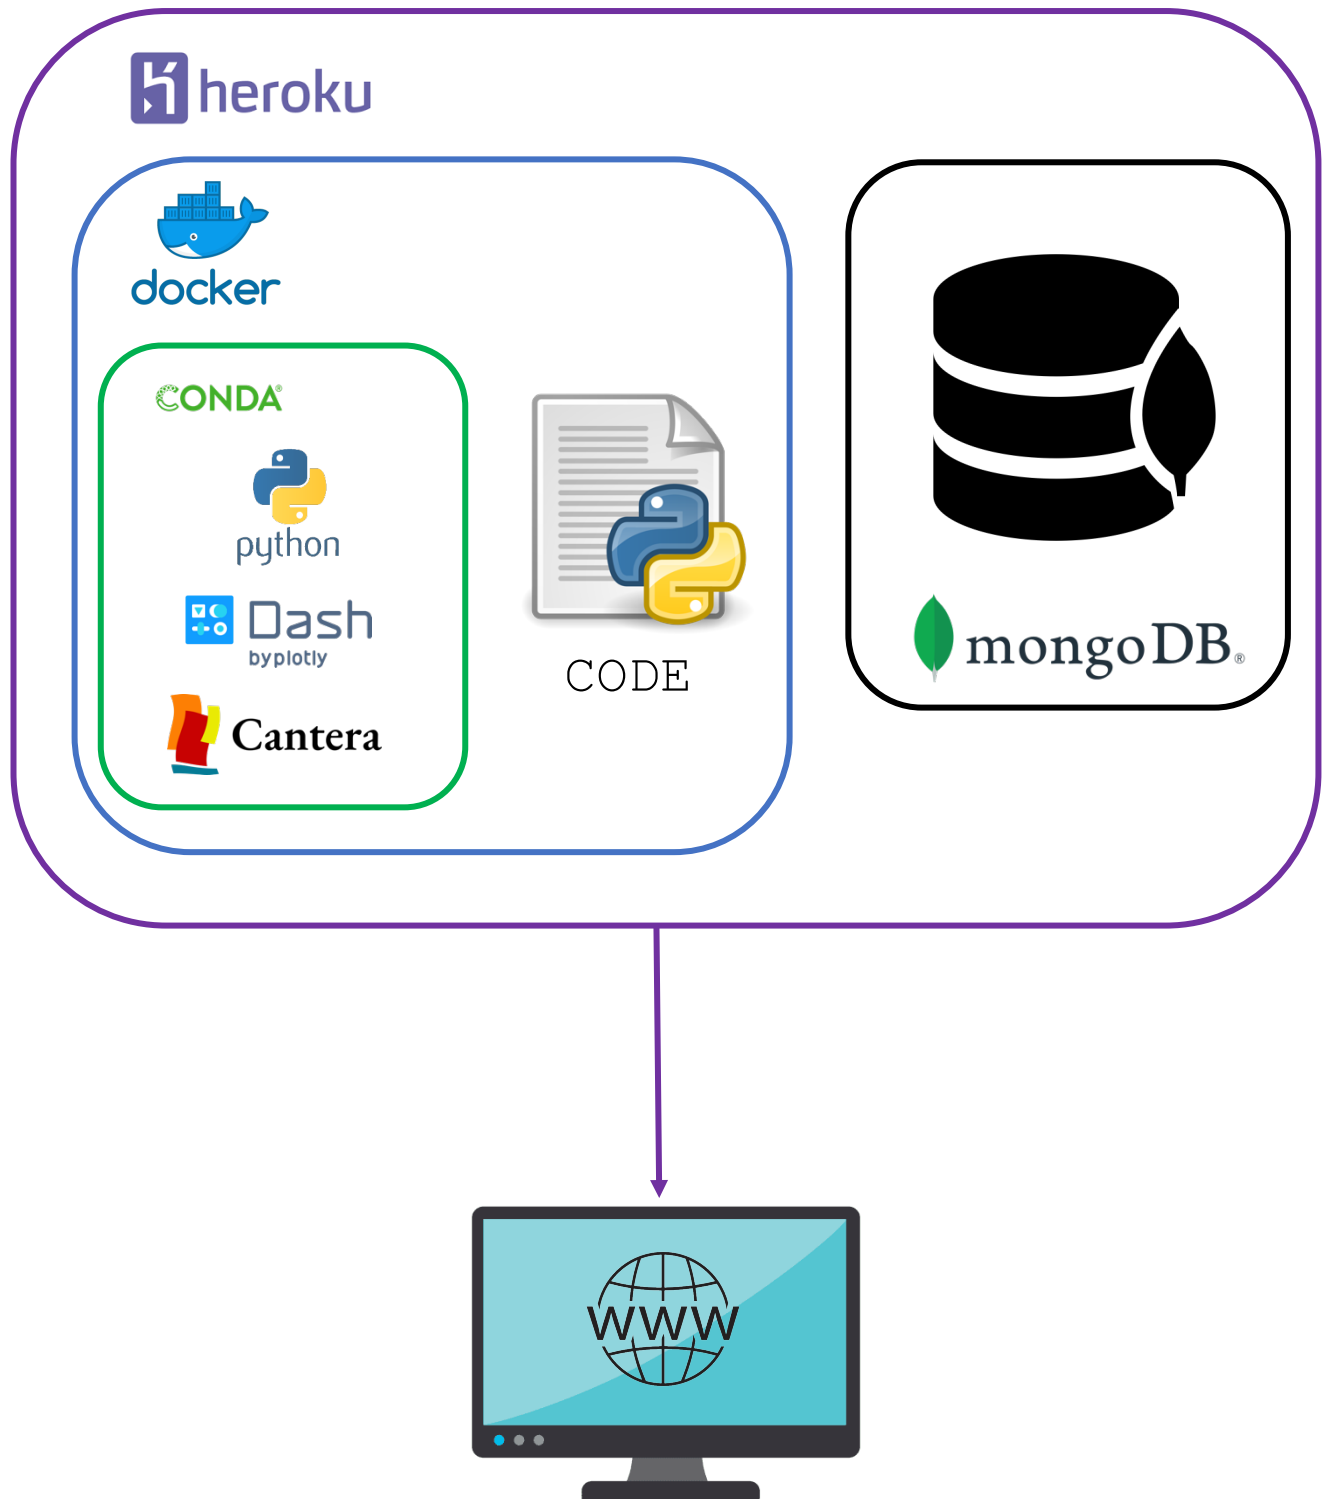 heroku
docker
CONDA®
python
Dash
by plotly
Cantera
CODE
mongoDB®
WWW